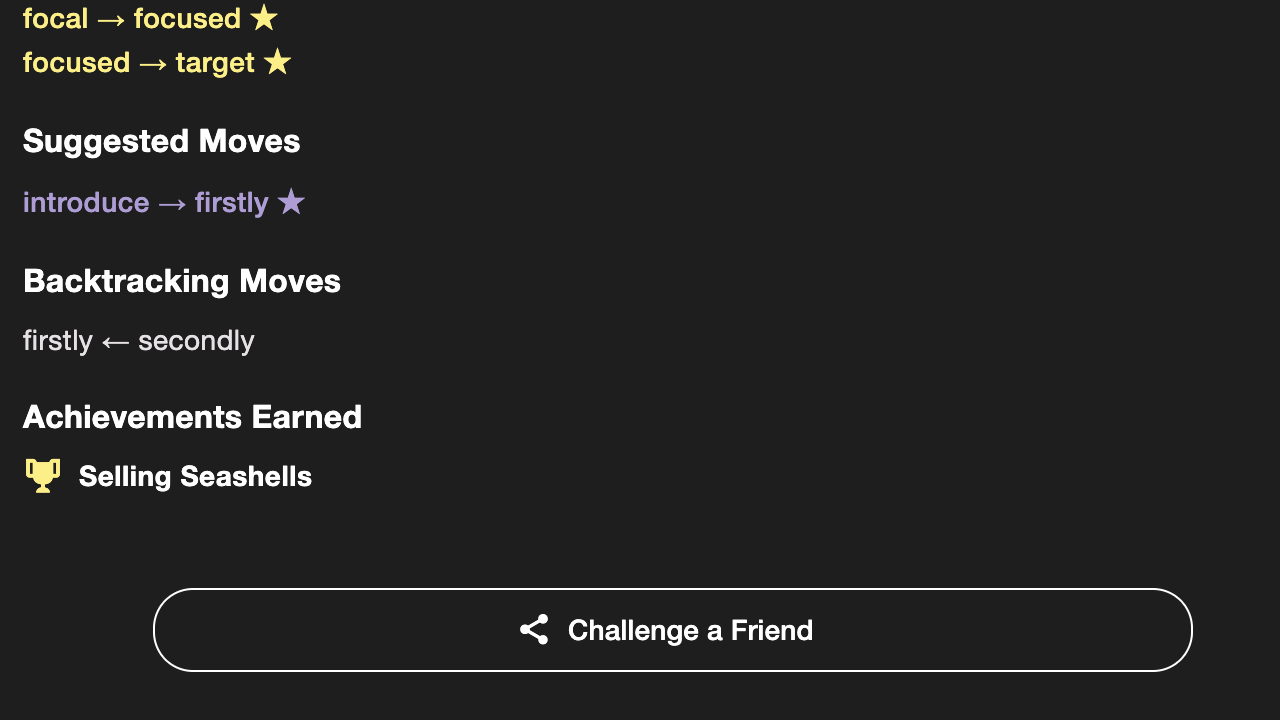 focal → focused ★
focused → target ★
Suggested Moves
introduce → firstly ★
Backtracking Moves
firstly ← secondly
Achievements Earned
Selling Seashells
Challenge a Friend